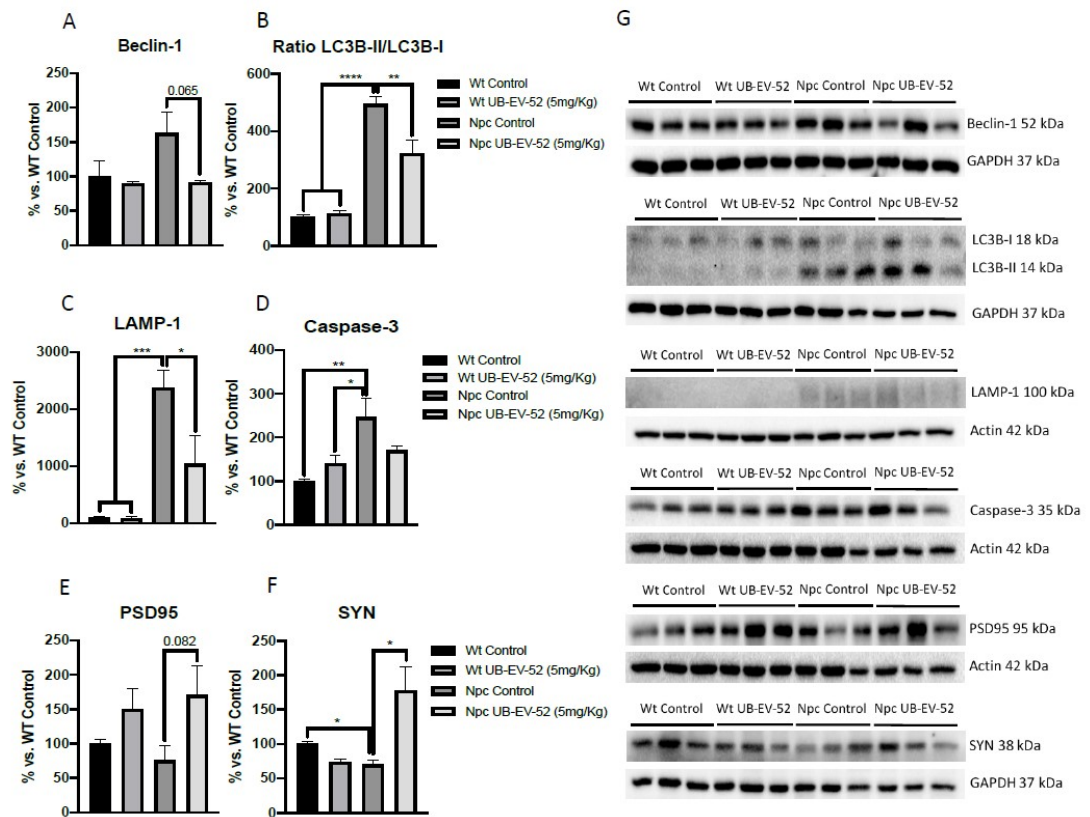 A
Beclin-1
% vs. WT Control
250
200
150
100
50
0
0.065
B
Ratio LC3B-II/LC3B-I
% vs. WT Control
600
400
200
0
****
**
Wt Control
Wt UB-EV-52 (5mg/Kg)
Npc Control
Npc UB-EV-52 (5mg/Kg)
C
LAMP-1
% vs. WT Control
3000
2000
1000
0
***
*
D
Caspase-3
% vs. WT Control
400
300
200
100
0
**
*
Wt Control
Wt UB-EV-52 (5mg/Kg)
Npc Control
Npc UB-EV-52 (5mg/Kg)
E
PSD95
% vs. WT Control
250
200
150
100
50
0
0.082
F
SYN
% vs. WT Control
250
200
150
100
50
0
*
*
Wt Control
Wt UB-EV-52 (5mg/Kg)
Npc Control
Npc UB-EV-52 (5mg/Kg)
G
Wt Control Wt UB-EV-52 Npc Control Npc UB-EV-52
Beclin-1 52 kDa
GAPDH 37 kDa
Wt Control Wt UB-EV-52 Npc Control Npc UB-EV-52
LC3B-I 18 kDa
LC3B-II 14 kDa
GAPDH 37 kDa
Wt Control Wt UB-EV-52 Npc Control Npc UB-EV-52
LAMP-1 100 kDa
Actin 42 kDa
Wt Control Wt UB-EV-52 Npc Control Npc UB-EV-52
Caspase-3 35 kDa
Actin 42 kDa
Wt Control Wt UB-EV-52 Npc Control Npc UB-EV-52
PSD95 95 kDa
Actin 42 kDa
Wt Control Wt UB-EV-52 Npc Control Npc UB-EV-52
SYN 38 kDa
GAPDH 37 kDa